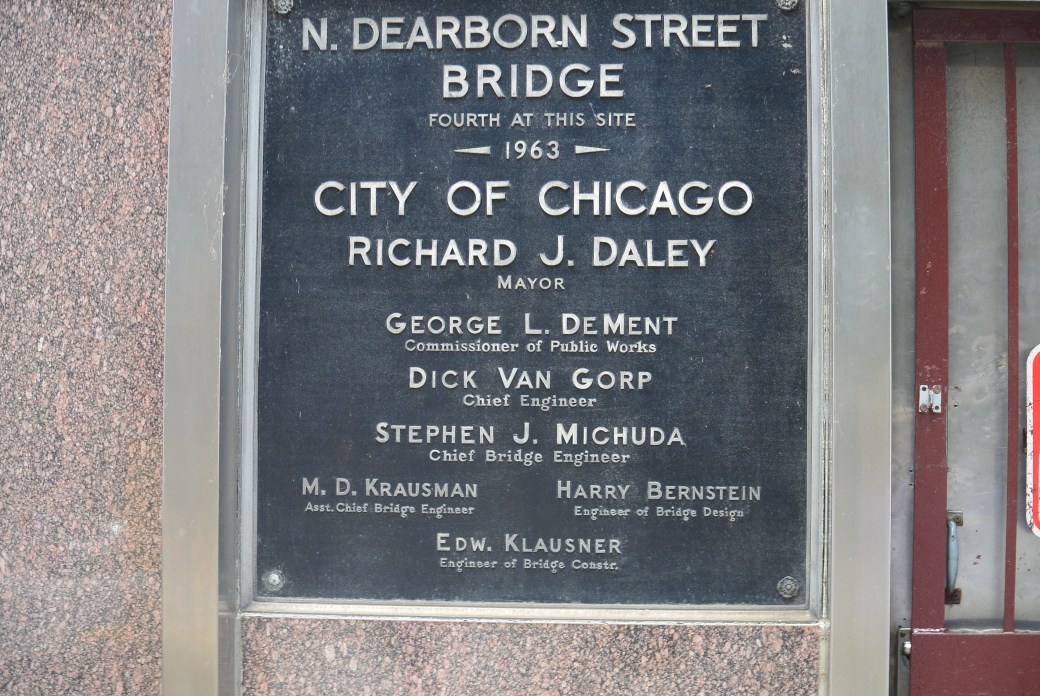 N. DEARBORN STREET
BRIDGE
FOURTH AT THIS SITE
1963
CITY OF CHICAGO
RICHARD J. DALEY
MAYOR
GEORGE L. DEMENT
Commissioner of Public Works
DICK VAN GORP
Chief Engineer
STEPHEN J. MICHUDA
Chief Bridge Engineer
M. D. KRAUSMAN HARRY BERNSTEIN
Asst. Chief Bridge Engineer Engineer of Bridge Design
EDW. KLAUSNER
Engineer of Bridge Constr.